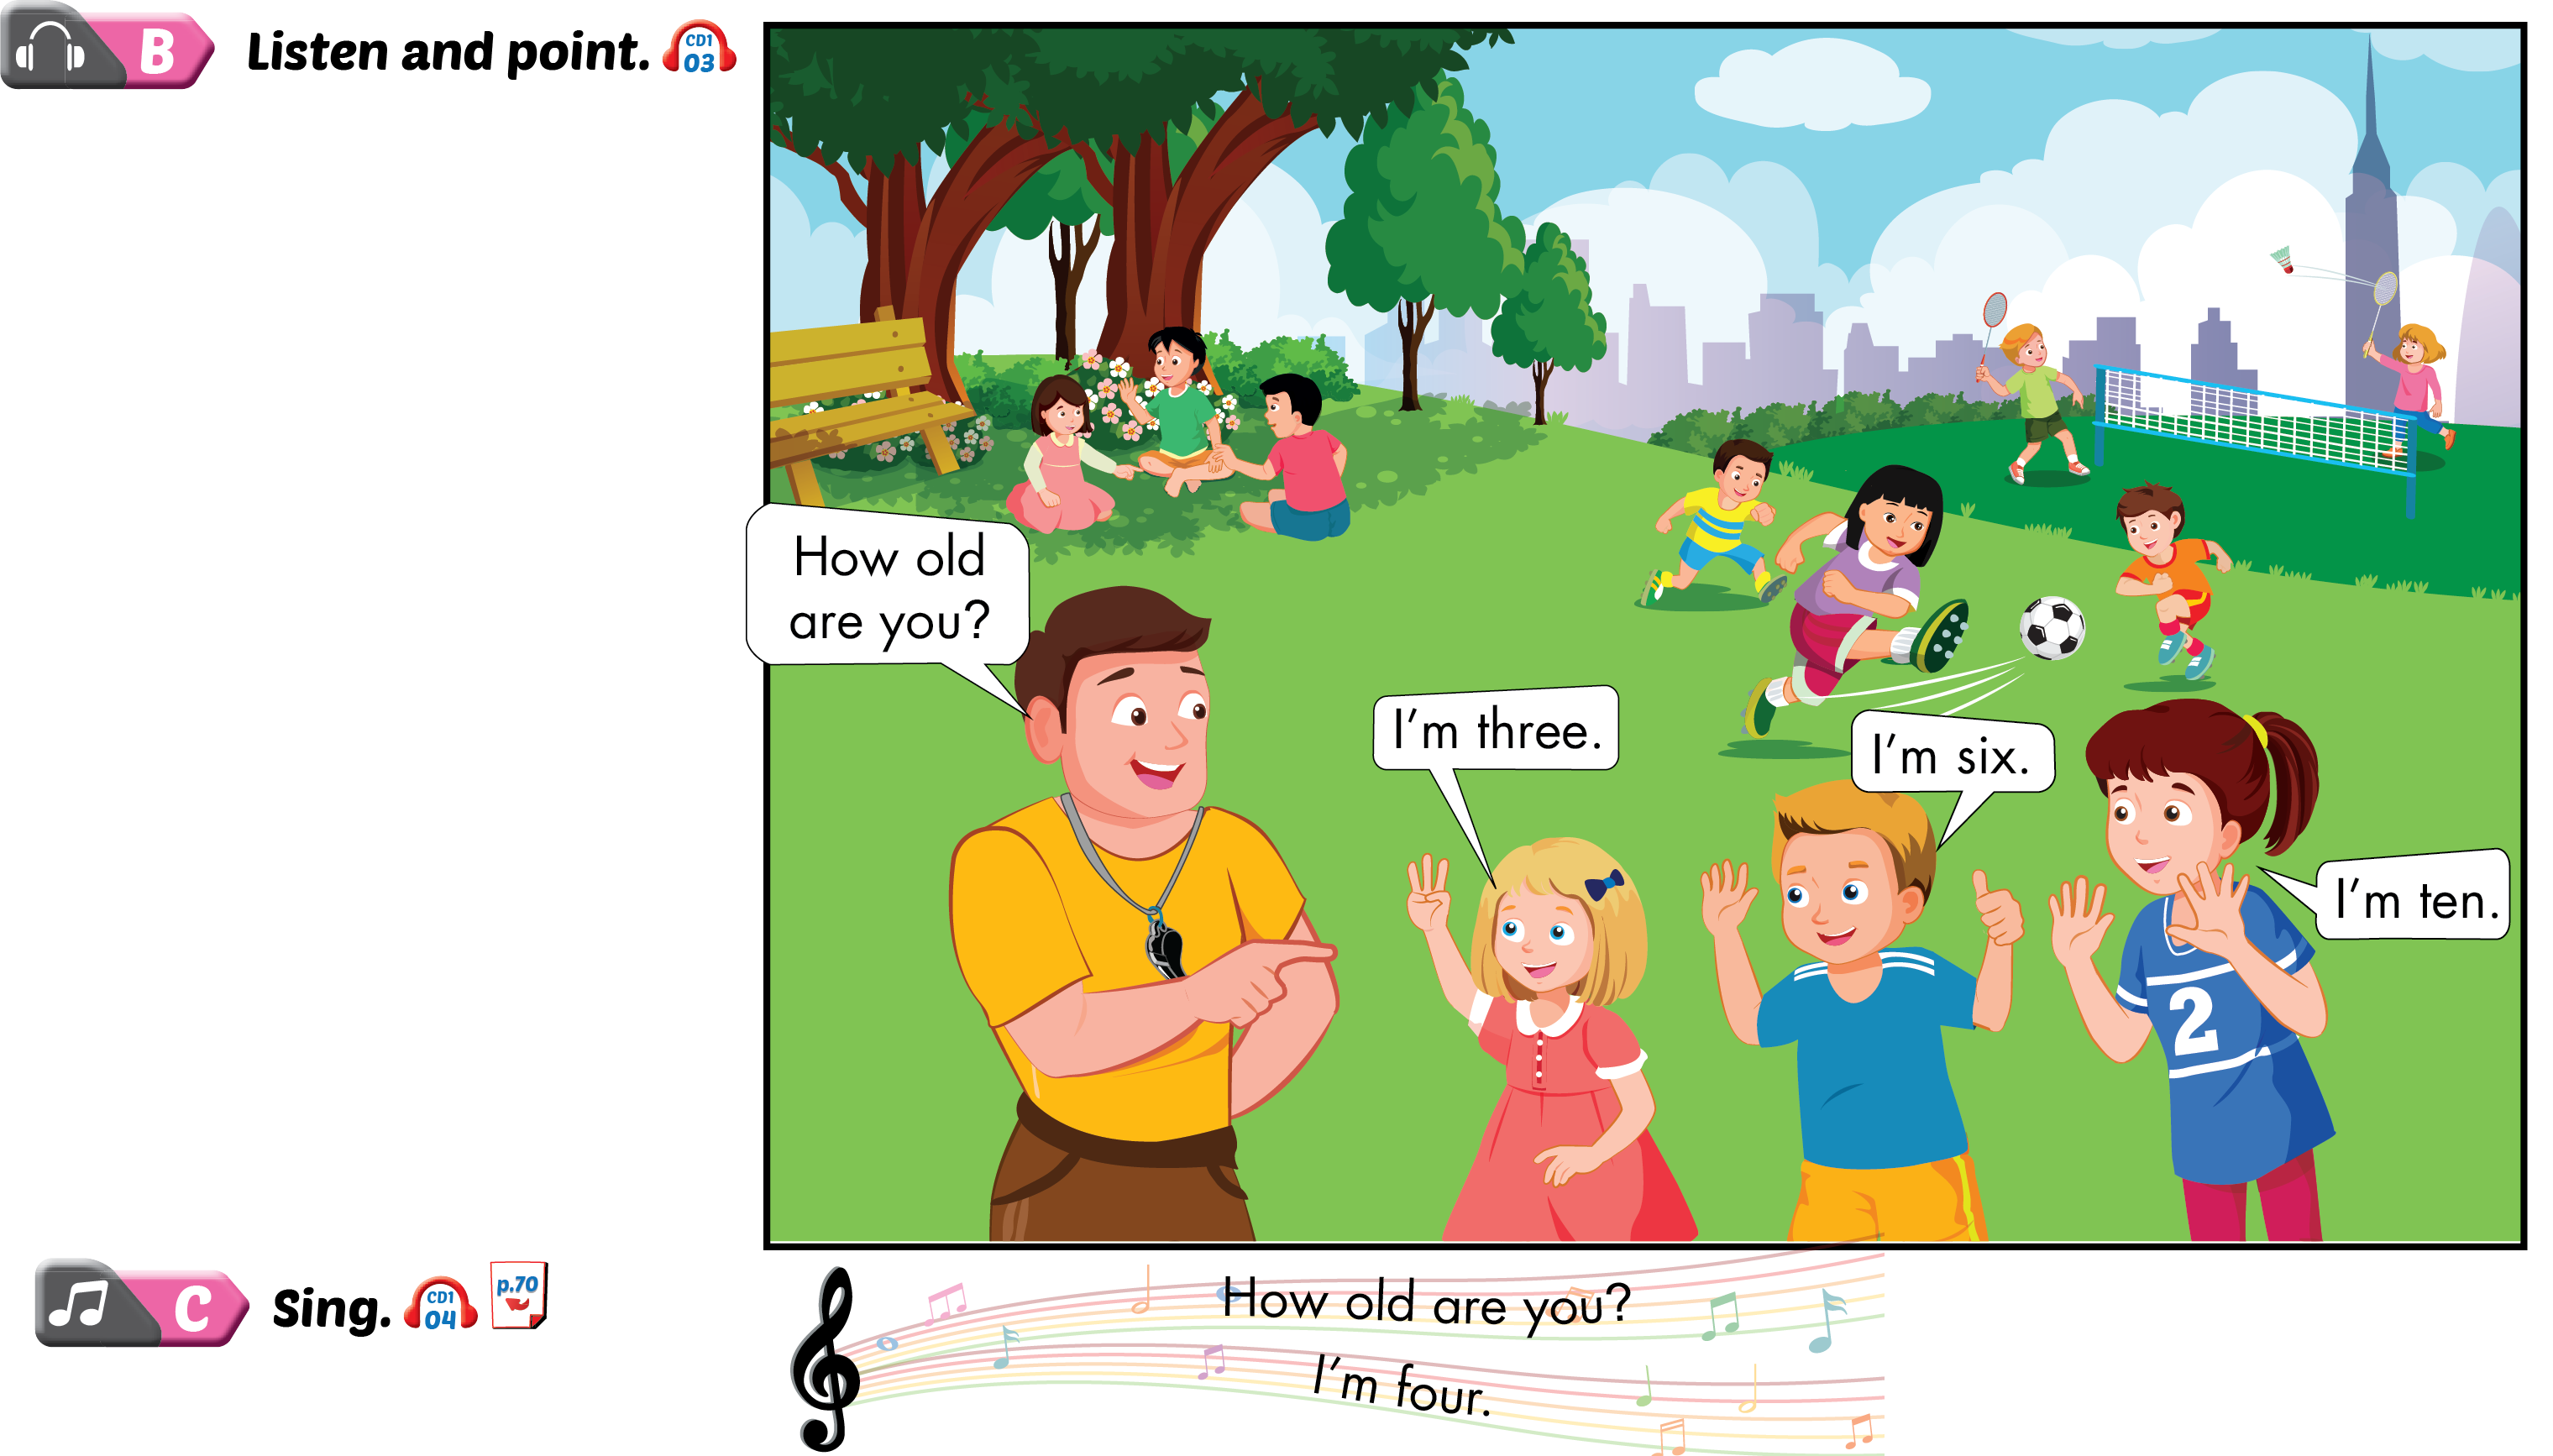 B Listen and point. CD1 03
How old
are you?
I'm three.
I'm six.
I'm ten.
2
C Sing. CD1 04 p.70
How old are you?
I'm four.